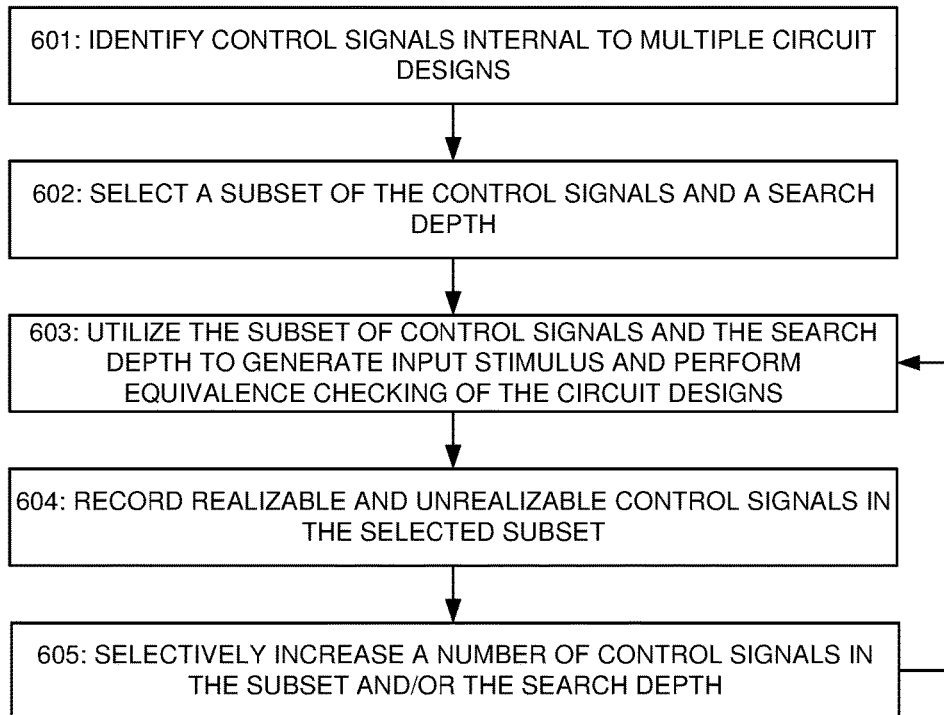 601: IDENTIFY CONTROL SIGNALS INTERNAL TO MULTIPLE CIRCUIT
DESIGNS
602: SELECT A SUBSET OF THE CONTROL SIGNALS AND A SEARCH
DEPTH
603: UTILIZE THE SUBSET OF CONTROL SIGNALS AND THE SEARCH
DEPTH TO GENERATE INPUT STIMULUS AND PERFORM
EQUIVALENCE CHECKING OF THE CIRCUIT DESIGNS
604: RECORD REALIZABLE AND UNREALIZABLE CONTROL SIGNALS IN
THE SELECTED SUBSET
605: SELECTIVELY INCREASE A NUMBER OF CONTROL SIGNALS IN
THE SUBSET AND/OR THE SEARCH DEPTH